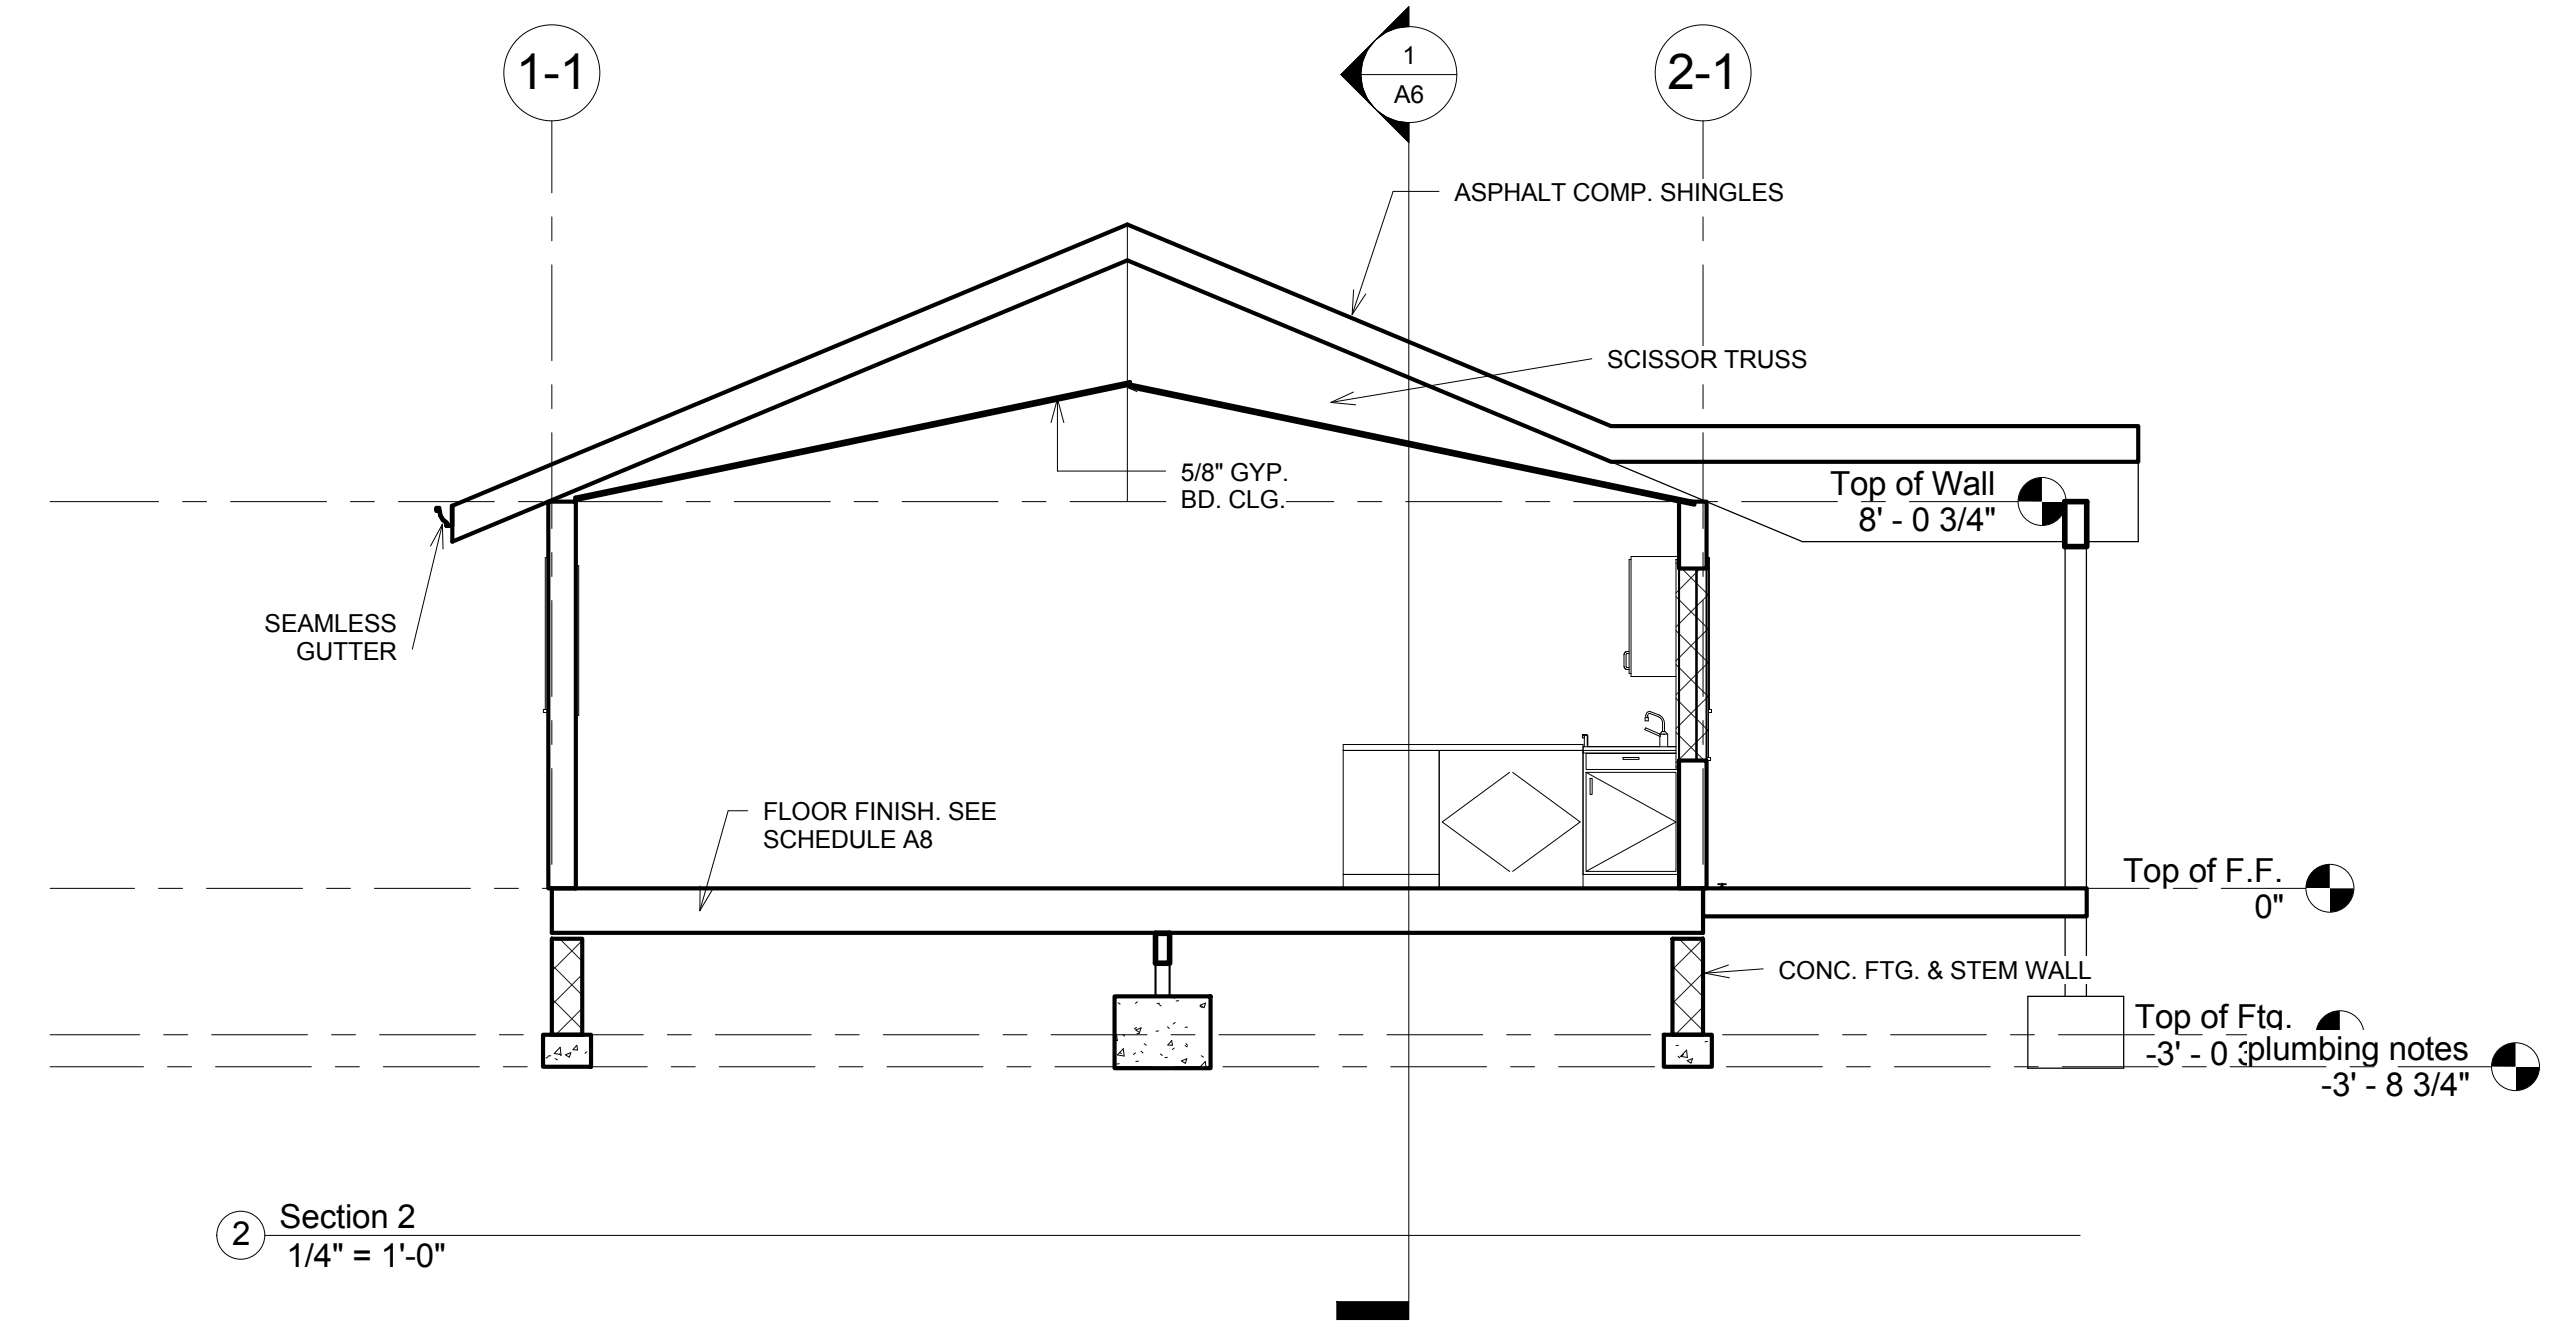 1-1
1
A6
2-1
ASPHALT COMP. SHINGLES
SCISSOR TRUSS
5/8" GYP.
BD. CLG.
Top of Wall
8' - 0 3/4"
SEAMLESS
GUTTER
FLOOR FINISH. SEE
SCHEDULE A8
Top of F.F.
0"
CONC. FTG. & STEM WALL
Top of Ftg.
-3' - 0
plumbing notes
-3' - 8 3/4"
2
Section 2
1/4" = 1'-0"